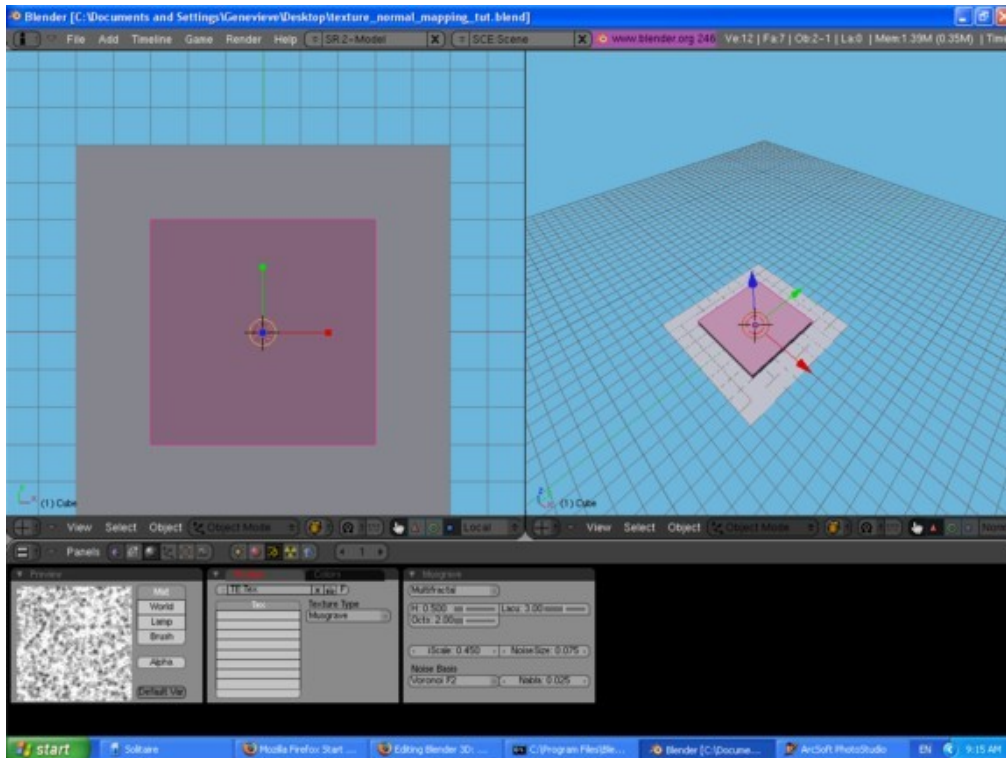 Blender [C:\Documents and Settings\Genevieve\Desktop\texture_normal_mapping_tut.blend]
File Add Timeline Game Render Help SR:2-Model X SCE:Scene X www.blender.org 246 Ve:12 | Fa:7 | Ob:2-1 | La:0 | Mem:1.39M (0.35M) | Time
(1) Cube
(1) Cube
View Select Object Object Mode Local
View Select Object Object Mode
Panels 1
Preview
Mat
World
Lamp
Brush
Alpha
Default Var
Colors
TE:Tex X F
Tex
Texture Type
Musgrave
Musgrave
Multifractal
H: 0.500 Lacu: 3.00
Octs: 2.00
iScale: 0.450 NoiseSize: 0.075
Noise Basis
Voronoi F2 Nabla: 0.025
start Solitaire Mozilla Firefox Start ... Editing Blender 3D: ... C:\Program Files\Ble... Blender [C:\Docume... ArcSoft PhotoStudio EN 9:15 AM